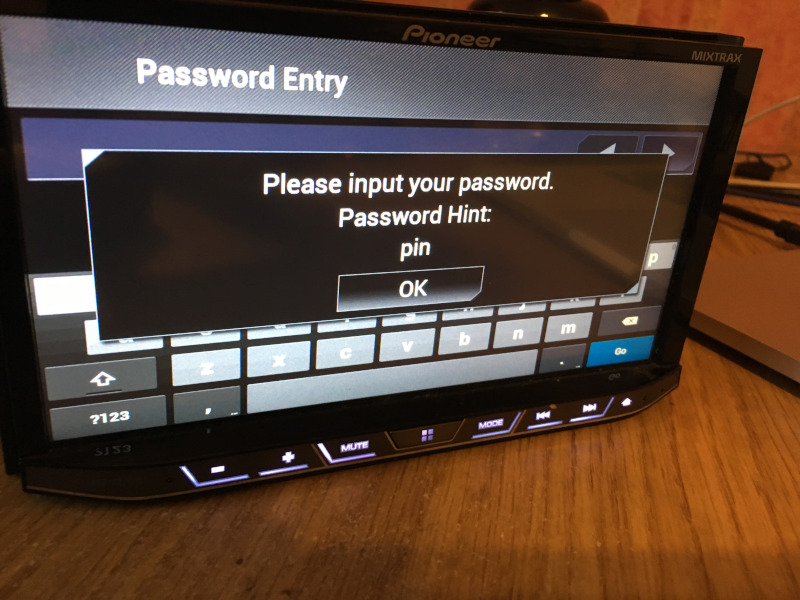 Pioneer
MIXTRAX
Password Entry
Please input your password.
Password Hint:
pin
OK
p
z x c v b n m
Go
?123 , .
MUTE
MODE